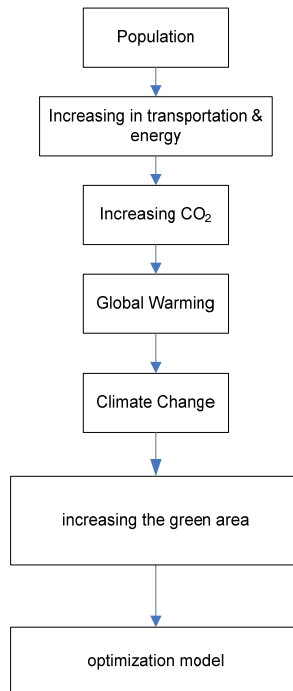 Population
Increasing in transportation &
energy
Increasing CO₂
Global Warming
Climate Change
increasing the green area
optimization model